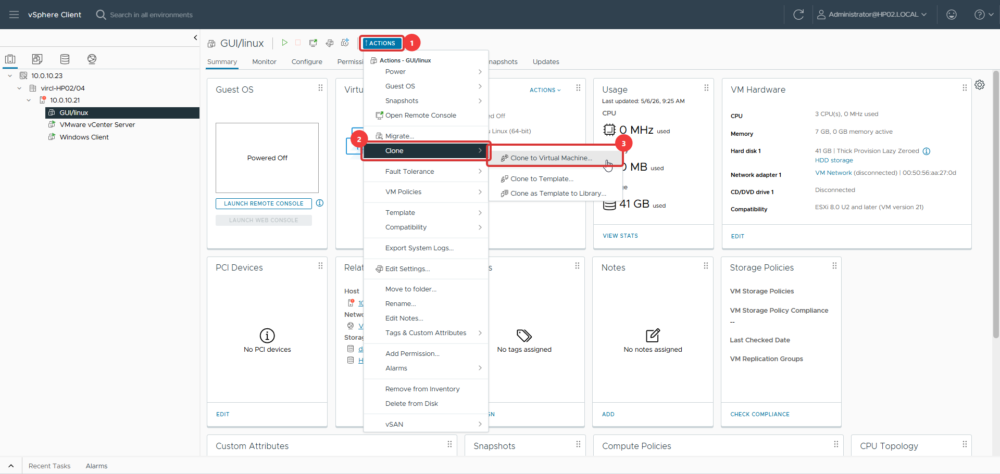 vSphere Client
Search in all environments
Administrator@HP02.LOCAL
10.0.10.23
vircl-HP02/04
10.0.10.21
GUI/linux
VMware vCenter Server
Windows Client
GUI/linux
ACTIONS
1
Summary
Monitor
Configure
Permissi
napshots
Updates
Actions - GUI/linux
Power
Guest OS
Snapshots
Open Remote Console
Migrate...
2
Clone
Fault Tolerance
VM Policies
Template
Compatibility
Export System Logs...
Edit Settings...
Move to folder...
Rename...
Edit Notes...
Tags & Custom Attributes
Add Permission...
Alarms
Remove from Inventory
Delete from Disk
vSAN
3
Clone to Virtual Machine...
Clone to Template...
Clone as Template to Library...
Guest OS
Powered Off
LAUNCH REMOTE CONSOLE
LAUNCH WEB CONSOLE
Virtu
ACTIONS
ed Off
u Linux (64-bit)
Usage
Last updated: 5/6/26, 9:25 AM
CPU
0 MHz used
y
0 MB used
ge
41 GB used
VIEW STATS
VM Hardware
CPU
3 CPU(s), 0 MHz used
Memory
7 GB, 0 GB memory active
Hard disk 1
41 GB | Thick Provision Lazy Zeroed
HDD storage
Network adapter 1
VM Network (disconnected) | 00:50:56:aa:27:0d
CD/DVD drive 1
Disconnected
Compatibility
ESXi 8.0 U2 and later (VM version 21)
EDIT
PCI Devices
No PCI devices
EDIT
Relat
Host
10
Netwo
V
Storag
da
H
s
No tags assigned
GN
Notes
No notes assigned
ADD
Storage Policies
VM Storage Policies
VM Storage Policy Compliance
--
Last Checked Date
VM Replication Groups
CHECK COMPLIANCE
Custom Attributes
Snapshots
Compute Policies
CPU Topology
Recent Tasks
Alarms